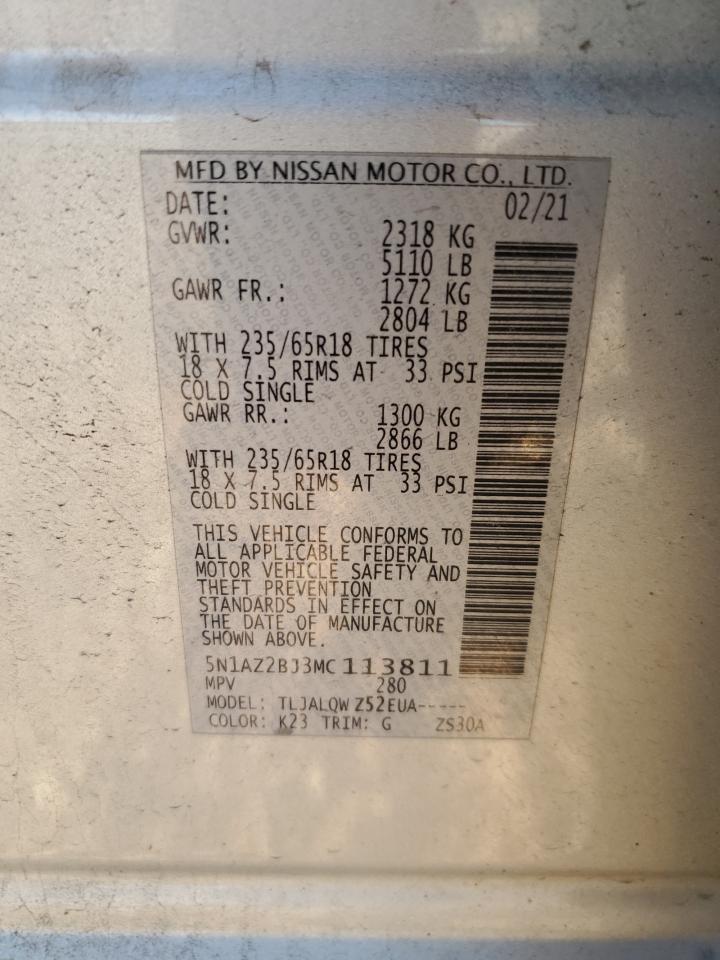 MFD BY NISSAN MOTOR CO., LTD.
DATE: 02/21
GVWR: 2318 KG
5110 LB
GAWR FR.: 1272 KG
2804 LB
WITH 235/65R18 TIRES
18 X 7.5 RIMS AT 33 PSI
COLD SINGLE
GAWR RR.: 1300 KG
2866 LB
WITH 235/65R18 TIRES
18 X 7.5 RIMS AT 33 PSI
COLD SINGLE
THIS VEHICLE CONFORMS TO
ALL APPLICABLE FEDERAL
MOTOR VEHICLE SAFETY AND
THEFT PREVENTION
STANDARDS IN EFFECT ON
THE DATE OF MANUFACTURE
SHOWN ABOVE.
5N1AZ2BJ3MC113811
MPV 280
MODEL: TLJALQW Z52EUA-----
COLOR: K23 TRIM: G ZS30A